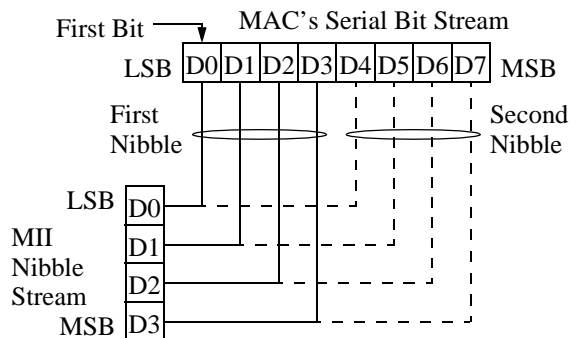 First Bit
MAC's Serial Bit Stream
LSB D0 D1 D2 D3 D4 D5 D6 D7 MSB
First
Nibble
Second
Nibble
LSB D0
D1
D2
MSB D3
MII
Nibble
Stream